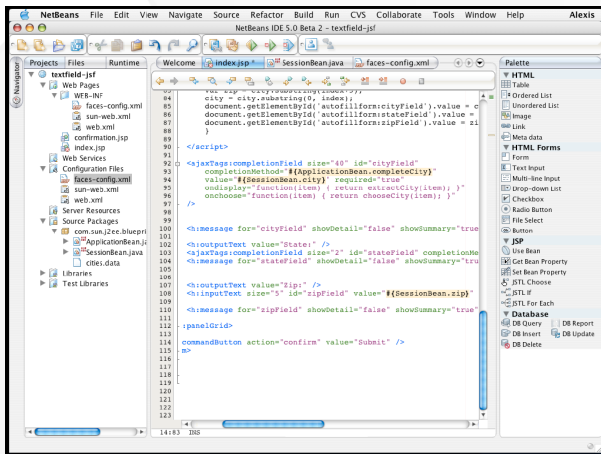 NetBeans File Edit View Navigate Source Refactor Build Run CVS Collaborate Tools Window Help Alexis
NetBeans IDE 5.0 Beta 2 - textfield-jsf
Navigator
Projects Files Runtime
textfield-jsf
Web Pages
WEB-INF
faces-config.xml
sun-web.xml
web.xml
confirmation.jsp
index.jsp
Web Services
Configuration Files
faces-config.xml
sun-web.xml
web.xml
Server Resources
Source Packages
com.sun.j2ee.bluepri
ApplicationBean.ja
SessionBean.java
cities.data
Libraries
Test Libraries
Welcome index.jsp * SessionBean.java faces-config.xml
84 city = city.substring(0, index);
85 document.getElementById('autofillform:cityField').value = c
86 document.getElementById('autofillform:stateField').value =
87 document.getElementById('autofillform:zipField').value = zi
88 }
89
90 </script>
91
92 <ajaxTags:completionField size="40" id="cityField"
93 completionMethod="#{ApplicationBean.completeCity}"
94 value="#{SessionBean.city}" required="true"
95 ondisplay="function(item) { return extractCity(item); }"
96 onchoose="function(item) { return chooseCity(item); }"
97 />
98
99
100 <h:message for="cityField" showDetail="false" showSummary="true
101
102 <h:outputText value="State:" />
103 <ajaxTags:completionField size="2" id="stateField" completionMe
104 <h:message for="stateField" showDetail="false" showSummary="tru
105
106
107 <h:outputText value="Zip:" />
108 <h:inputText size="5" id="zipField" value="#{SessionBean.zip}"
109
110 <h:message for="zipField" showDetail="false" showSummary="true"
111
112 :panelGrid>
113
114 commandButton action="confirm" value="Submit" />
115 m>
116
117
118
119
120
121
122
123
14:83 INS
Palette
HTML
Table
Ordered List
Unordered List
Image
Link
Meta data
HTML Forms
Form
Text Input
Multi-line Input
Drop-down List
Checkbox
Radio Button
File Select
Button
JSP
Use Bean
Get Bean Property
Set Bean Property
JSTL Choose
JSTL If
JSTL For Each
Database
DB Query DB Report
DB Insert DB Update
DB Delete